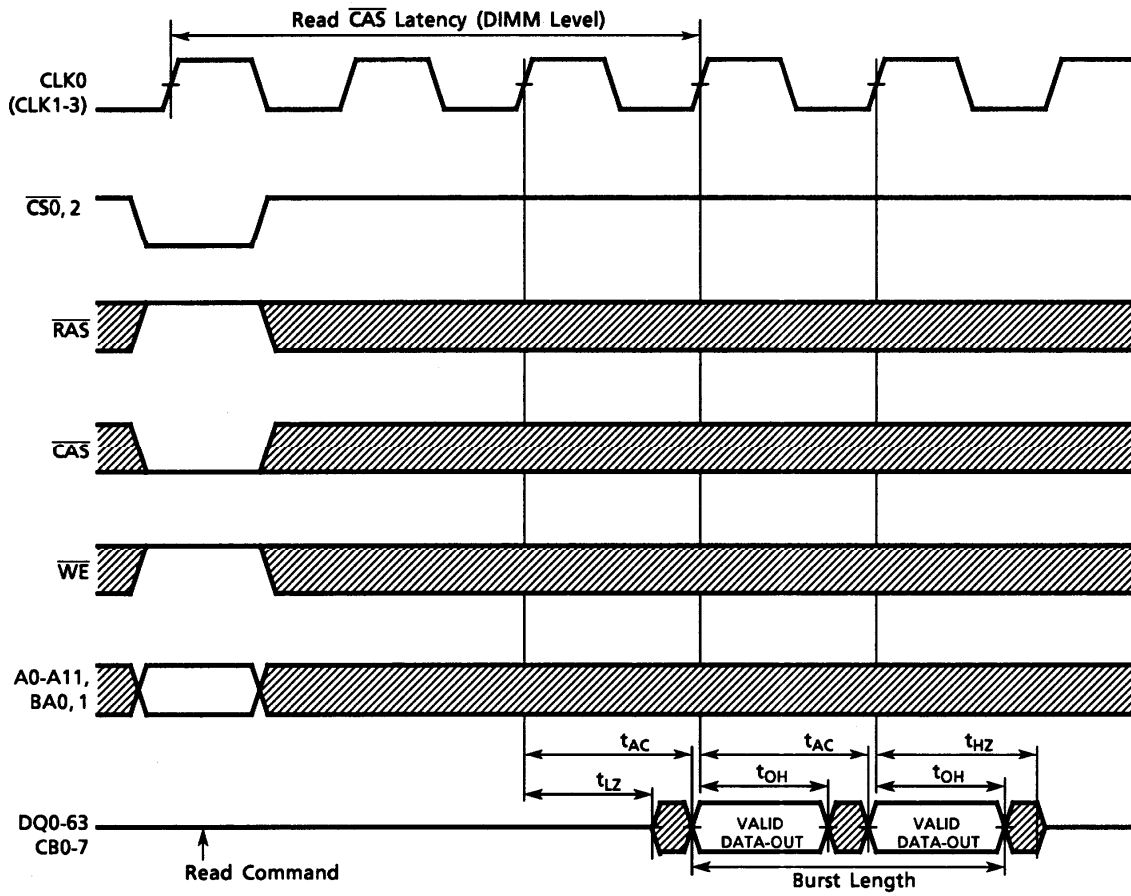 Read CAS Latency (DIMM Level)
CLK0
(CLK1-3)
CS0, 2
RAS
CAS
WE
A0-A11,
BA0, 1
tAC
tAC
tHZ
tLZ
tOH
tOH
DQ0-63
CB0-7
VALID
DATA-OUT
VALID
DATA-OUT
Read Command
Burst Length